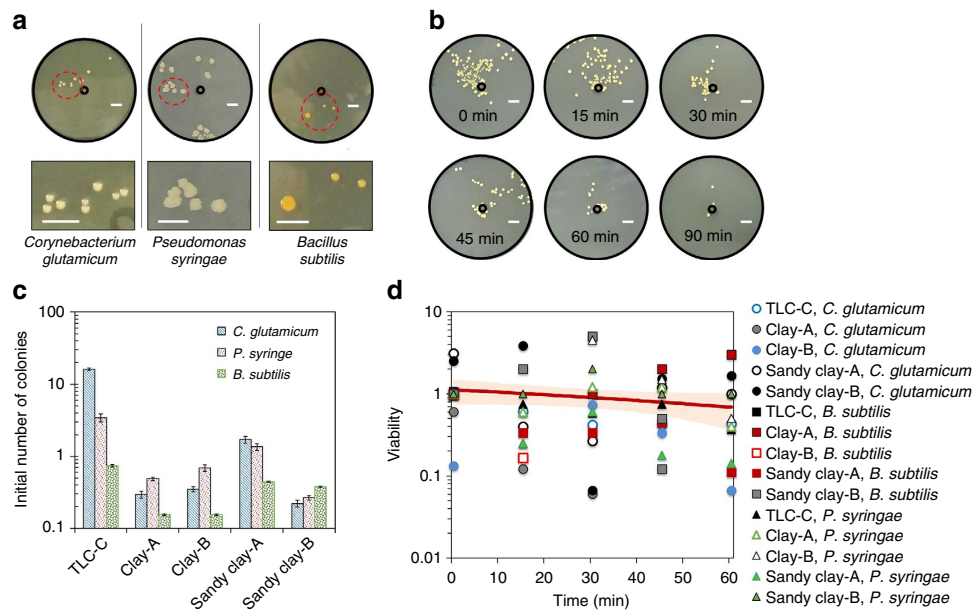 a
Corynebacterium
glutamicum
Pseudomonas
syringae
Bacillus
subtilis
b
0 min
15 min
30 min
45 min
60 min
90 min
c
Initial number of colonies
100
10
1
0.1
C. glutamicum
P. syringe
B. subtilis
TLC-C
Clay-A
Clay-B
Sandy clay-A
Sandy clay-B
d
Viability
10
1
0.1
0.01
0
15
30
45
60
Time (min)
TLC-C, C. glutamicum
Clay-A, C. glutamicum
Clay-B, C. glutamicum
Sandy clay-A, C. glutamicum
Sandy clay-B, C. glutamicum
TLC-C, B. subtilis
Clay-A, B. subtilis
Clay-B, B. subtilis
Sandy clay-A, B. subtilis
Sandy clay-B, B. subtilis
TLC-C, P. syringae
Clay-A, P. syringae
Clay-B, P. syringae
Sandy clay-A, P. syringae
Sandy clay-B, P. syringae